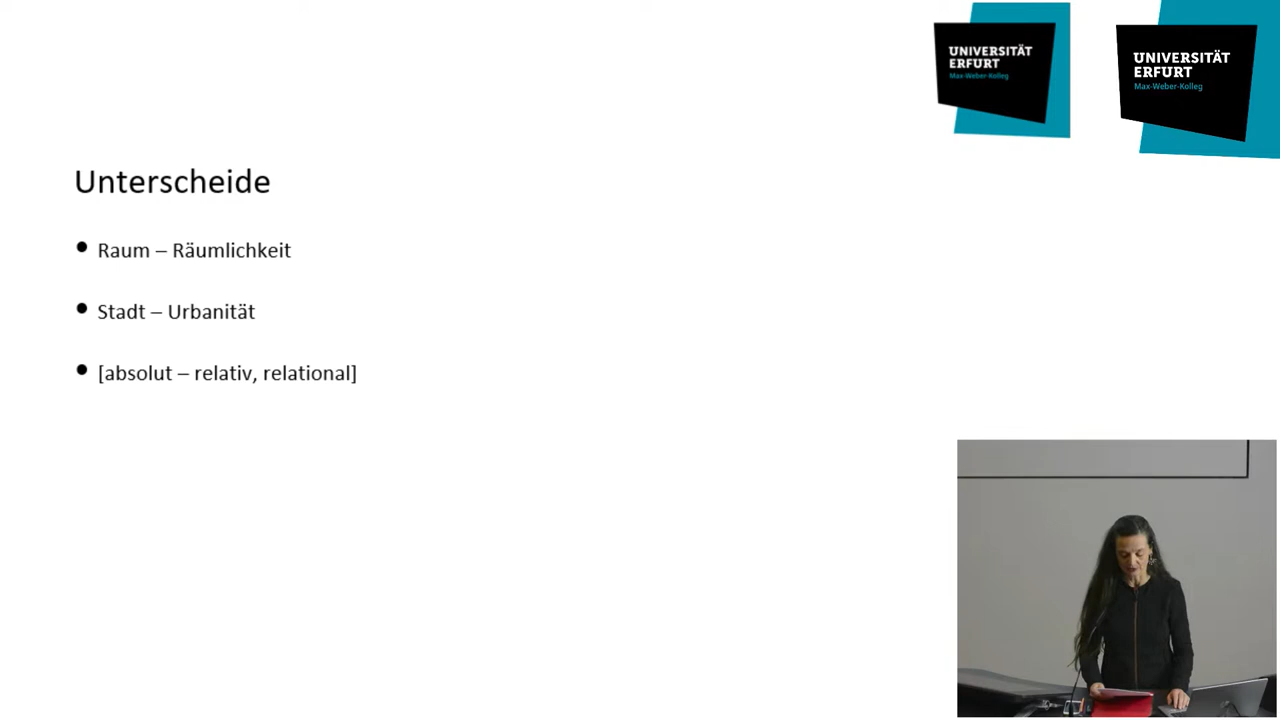 UNIVERSITÄT
ERFURT
Max-Weber-Kolleg
UNIVERSITÄT
ERFURT
Max-Weber-Kolleg
Unterscheide
• Raum – Räumlichkeit
• Stadt – Urbanität
• [absolut – relativ, relational]